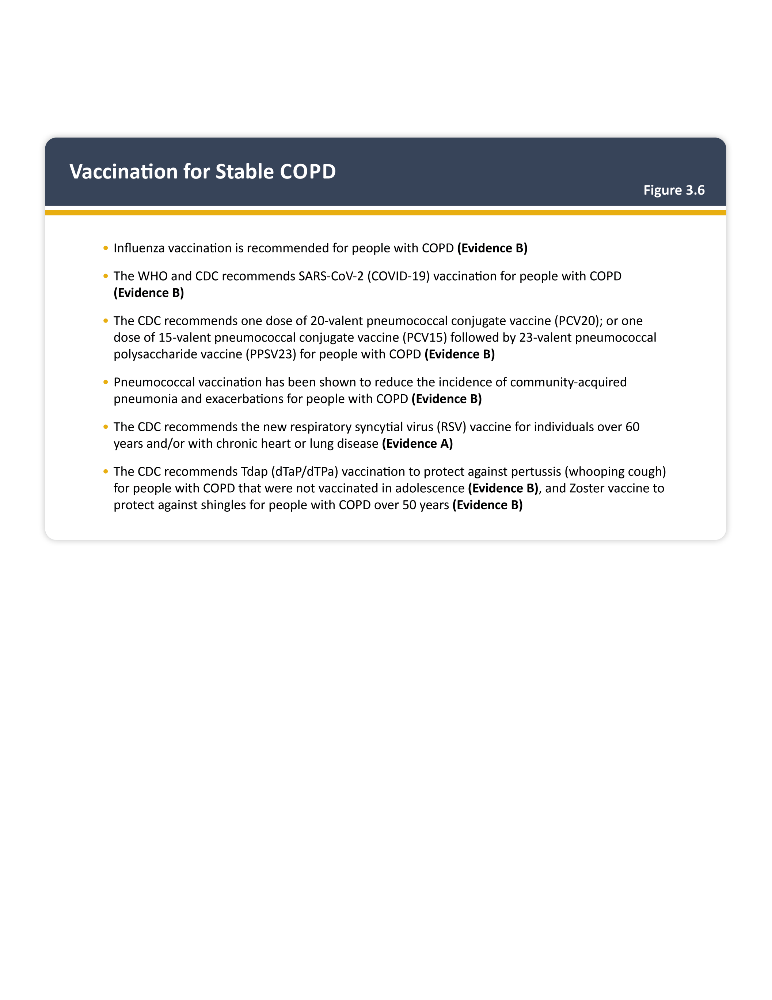 Vaccination for Stable COPD
Figure 3.6
• Influenza vaccination is recommended for people with COPD (Evidence B)
• The WHO and CDC recommends SARS-CoV-2 (COVID-19) vaccination for people with COPD
(Evidence B)
• The CDC recommends one dose of 20-valent pneumococcal conjugate vaccine (PCV20); or one
dose of 15-valent pneumococcal conjugate vaccine (PCV15) followed by 23-valent pneumococcal
polysaccharide vaccine (PPSV23) for people with COPD (Evidence B)
• Pneumococcal vaccination has been shown to reduce the incidence of community-acquired
pneumonia and exacerbations for people with COPD (Evidence B)
• The CDC recommends the new respiratory syncytial virus (RSV) vaccine for individuals over 60
years and/or with chronic heart or lung disease (Evidence A)
• The CDC recommends Tdap (dTaP/dTPa) vaccination to protect against pertussis (whooping cough)
for people with COPD that were not vaccinated in adolescence (Evidence B), and Zoster vaccine to
protect against shingles for people with COPD over 50 years (Evidence B)